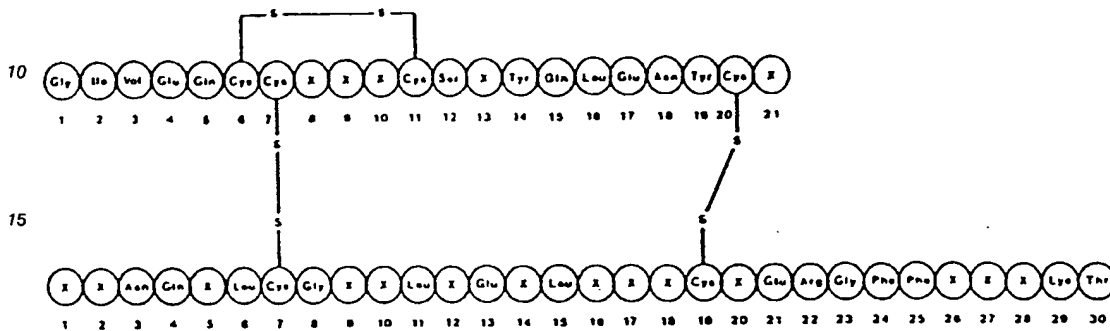 S S
10 Gly Ile Val Glu Gln Cys Cys X X X Cys Ser X Tyr Gln Leu Glu Asn Tyr Cys X
1 2 3 4 5 6 7 8 9 10 11 12 13 14 15 16 17 18 19 20 21
S S
15 S S
X X Asn Gln X Leu Cys Gly X X Leu X Glu X Leu X X X Cys X Glu Arg Gly Phe Phe X X X Lys Thr
1 2 3 4 5 6 7 8 9 10 11 12 13 14 15 16 17 18 19 20 21 22 23 24 25 26 27 28 29 30